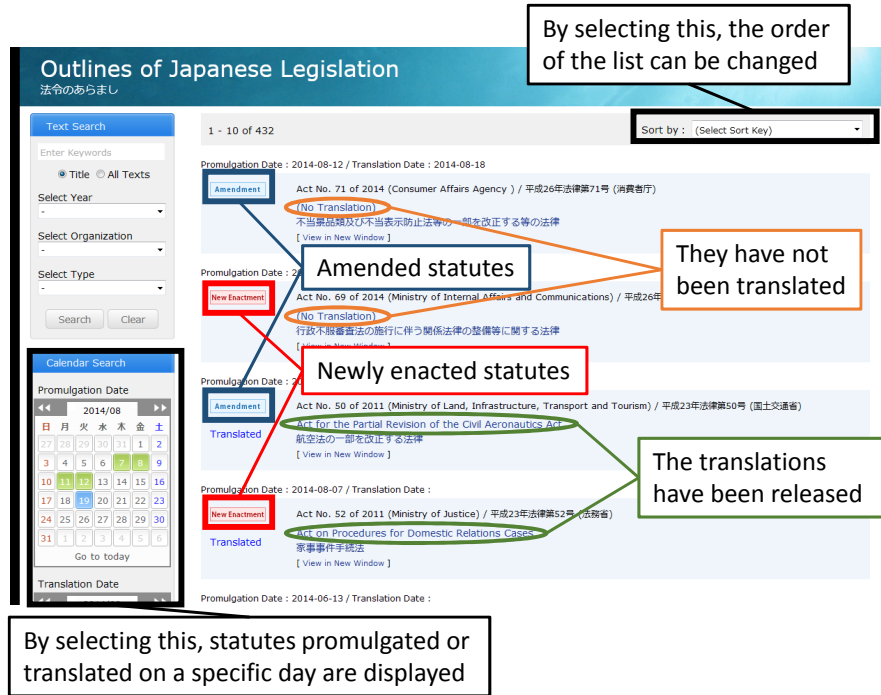 By selecting this, the order
of the list can be changed
Outlines of Japanese Legislation
法令のあらまし
Text Search
Enter Keywords
Title All Texts
Select Year
-
Select Organization
-
Select Type
-
Search Clear
Calendar Search
Promulgation Date
2014/08
日 月 火 水 木 金 土
27 28 29 30 31 1 2
3 4 5 6 7 8 9
10 11 12 13 14 15 16
17 18 19 20 21 22 23
24 25 26 27 28 29 30
31 1 2 3 4 5 6
Go to today
Translation Date
1 - 10 of 432
Sort by : (Select Sort Key)
Promulgation Date : 2014-08-12 / Translation Date : 2014-08-18
Amendment
Act No. 71 of 2014 (Consumer Affairs Agency ) / 平成26年法律第71号 (消費者庁)
(No Translation)
不当景品類及び不当表示防止法等の一部を改正する等の法律
[ View in New Window ]
Promulgation Date :
New Enactment
Act No. 69 of 2014 (Ministry of Internal Affairs and Communications) / 平成26年
(No Translation)
行政不服審査法の施行に伴う関係法律の整備等に関する法律
[ View in New Window ]
Promulgation Date :
Amendment
Translated
Act No. 50 of 2011 (Ministry of Land, Infrastructure, Transport and Tourism) / 平成23年法律第50号 (国土交通省)
Act for the Partial Revision of the Civil Aeronautics Act
航空法の一部を改正する法律
[ View in New Window ]
Promulgation Date : 2014-08-07 / Translation Date :
New Enactment
Translated
Act No. 52 of 2011 (Ministry of Justice) / 平成23年法律第52号 (法務省)
Act on Procedures for Domestic Relations Cases
家事事件手続法
[ View in New Window ]
Promulgation Date : 2014-06-13 / Translation Date :
Amended statutes
They have not
been translated
Newly enacted statutes
The translations
have been released
By selecting this, statutes promulgated or
translated on a specific day are displayed